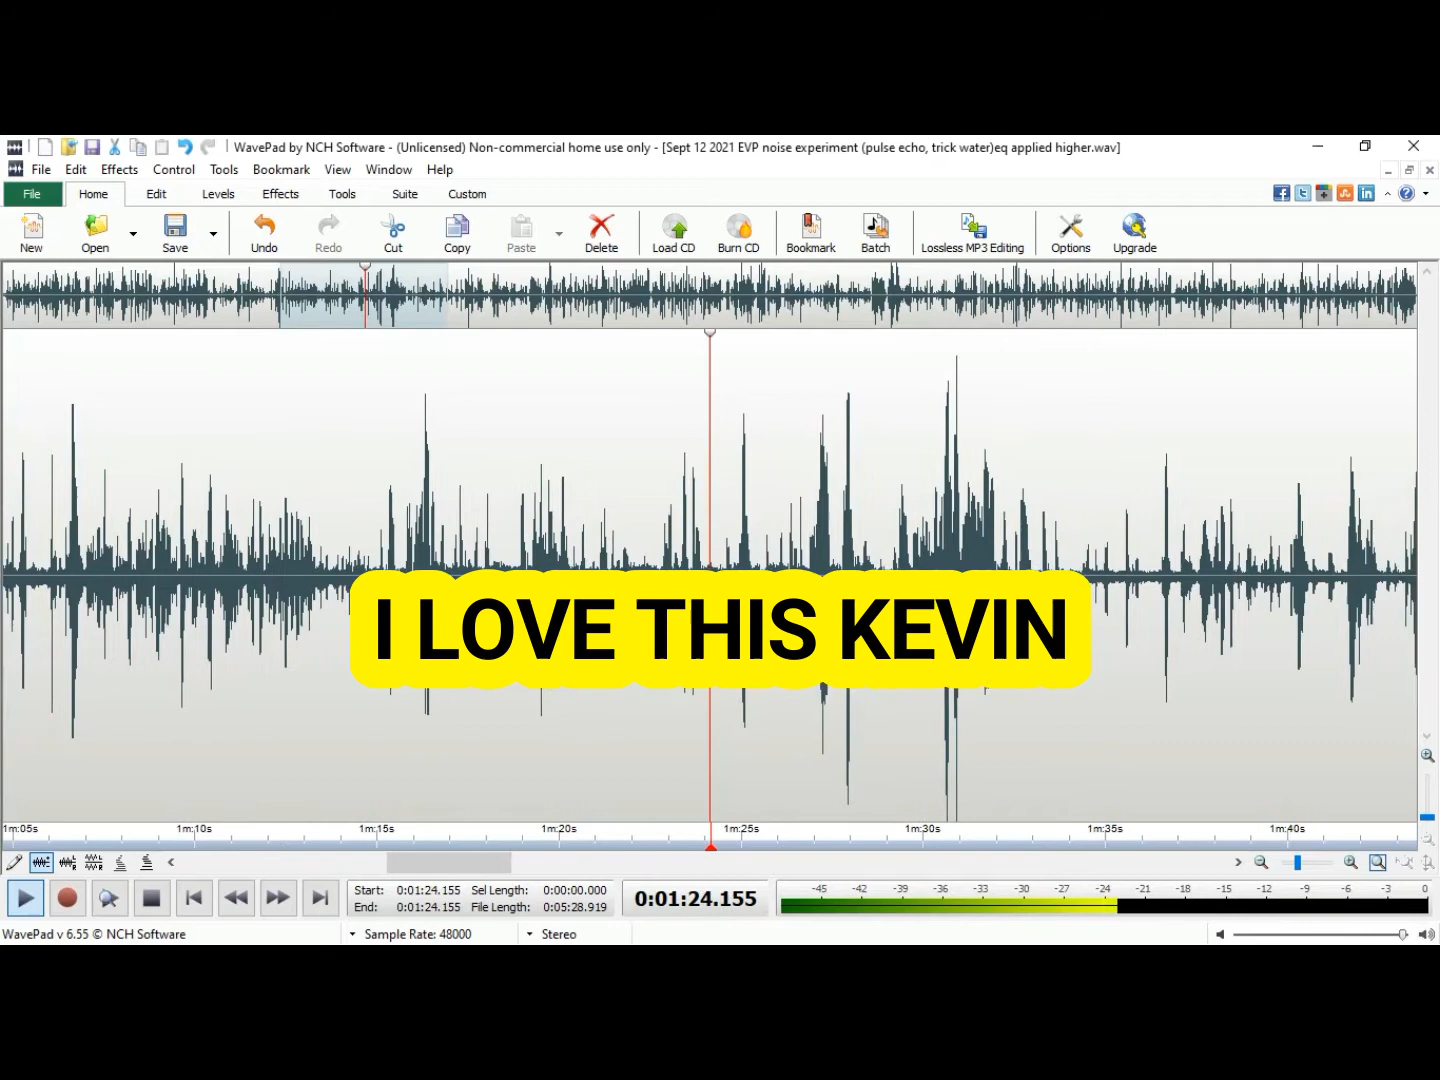 WavePad by NCH Software - (Unlicensed) Non-commercial home use only - [Sept 12 2021 EVP noise experiment (pulse echo, trick water)eq applied higher.wav]
File Edit Effects Control Tools Bookmark View Window Help
File Home Edit Levels Effects Tools Suite Custom
New Open Save Undo Redo Cut Copy Paste Delete Load CD Burn CD Bookmark Batch Lossless MP3 Editing Options Upgrade
I LOVE THIS KEVIN
1m:05s 1m:10s 1m:15s 1m:20s 1m:25s 1m:30s 1m:35s 1m:40s
Start: 0:01:24.155 Sel Length: 0:00:00.000
End: 0:01:24.155 File Length: 0:05:28.919
0:01:24.155
-45 -42 -39 -36 -33 -30 -27 -24 -21 -18 -15 -12 -9 -6 -3 0
WavePad v 6.55 © NCH Software Sample Rate: 48000 Stereo